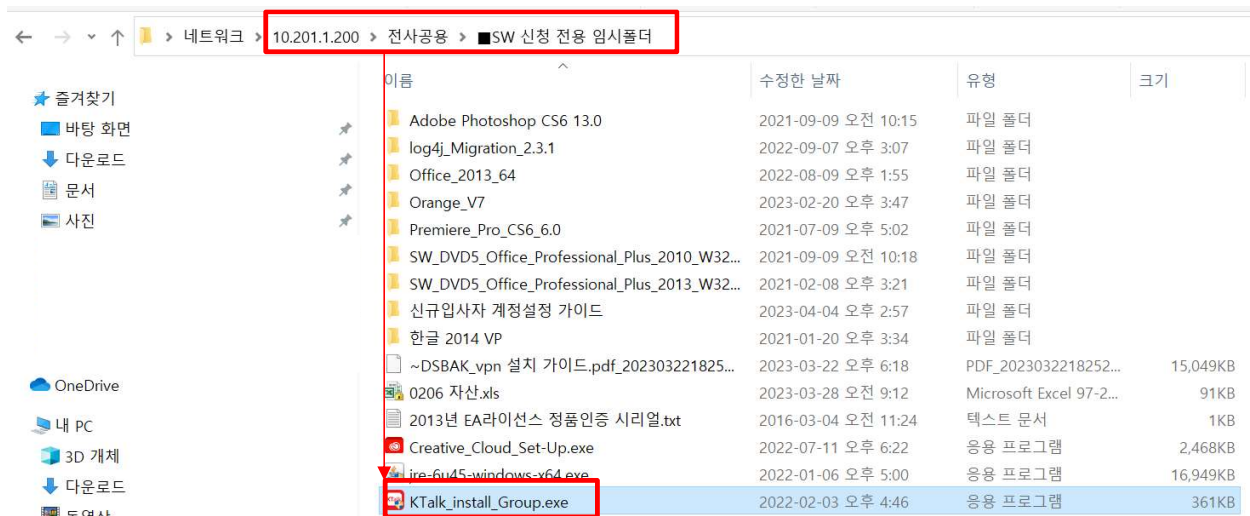 네트워크 > 10.201.1.200 > 전사공용 > ■SW 신청 전용 임시폴더
이름 수정한 날짜 유형 크기
즐겨찾기
바탕 화면
다운로드
문서
사진
OneDrive
내 PC
3D 개체
다운로드
동영상
Adobe Photoshop CS6 13.0 2021-09-09 오전 10:15 파일 폴더
log4j_Migration_2.3.1 2022-09-07 오후 3:07 파일 폴더
Office_2013_64 2022-08-09 오후 1:55 파일 폴더
Orange_V7 2023-02-20 오후 3:47 파일 폴더
Premiere_Pro_CS6_6.0 2021-07-09 오후 5:02 파일 폴더
SW_DVD5_Office_Professional_Plus_2010_W32... 2021-09-09 오전 10:18 파일 폴더
SW_DVD5_Office_Professional_Plus_2013_W32... 2021-02-08 오후 3:21 파일 폴더
신규입사자 계정설정 가이드 2023-04-04 오후 2:57 파일 폴더
한글 2014 VP 2021-01-20 오후 3:34 파일 폴더
~DSBAK_vpn 설치 가이드.pdf_202303221825... 2023-03-22 오후 6:18 PDF_2023032218252... 15,049KB
0206 자산.xls 2023-03-28 오전 9:12 Microsoft Excel 97-2... 91KB
2013년 EA라이선스 정품인증 시리얼.txt 2016-03-04 오전 11:24 텍스트 문서 1KB
Creative_Cloud_Set-Up.exe 2022-07-11 오후 6:22 응용 프로그램 2,468KB
jre-6u45-windows-x64.exe 2022-01-06 오후 5:00 응용 프로그램 16,949KB
KTalk_install_Group.exe 2022-02-03 오후 4:46 응용 프로그램 361KB